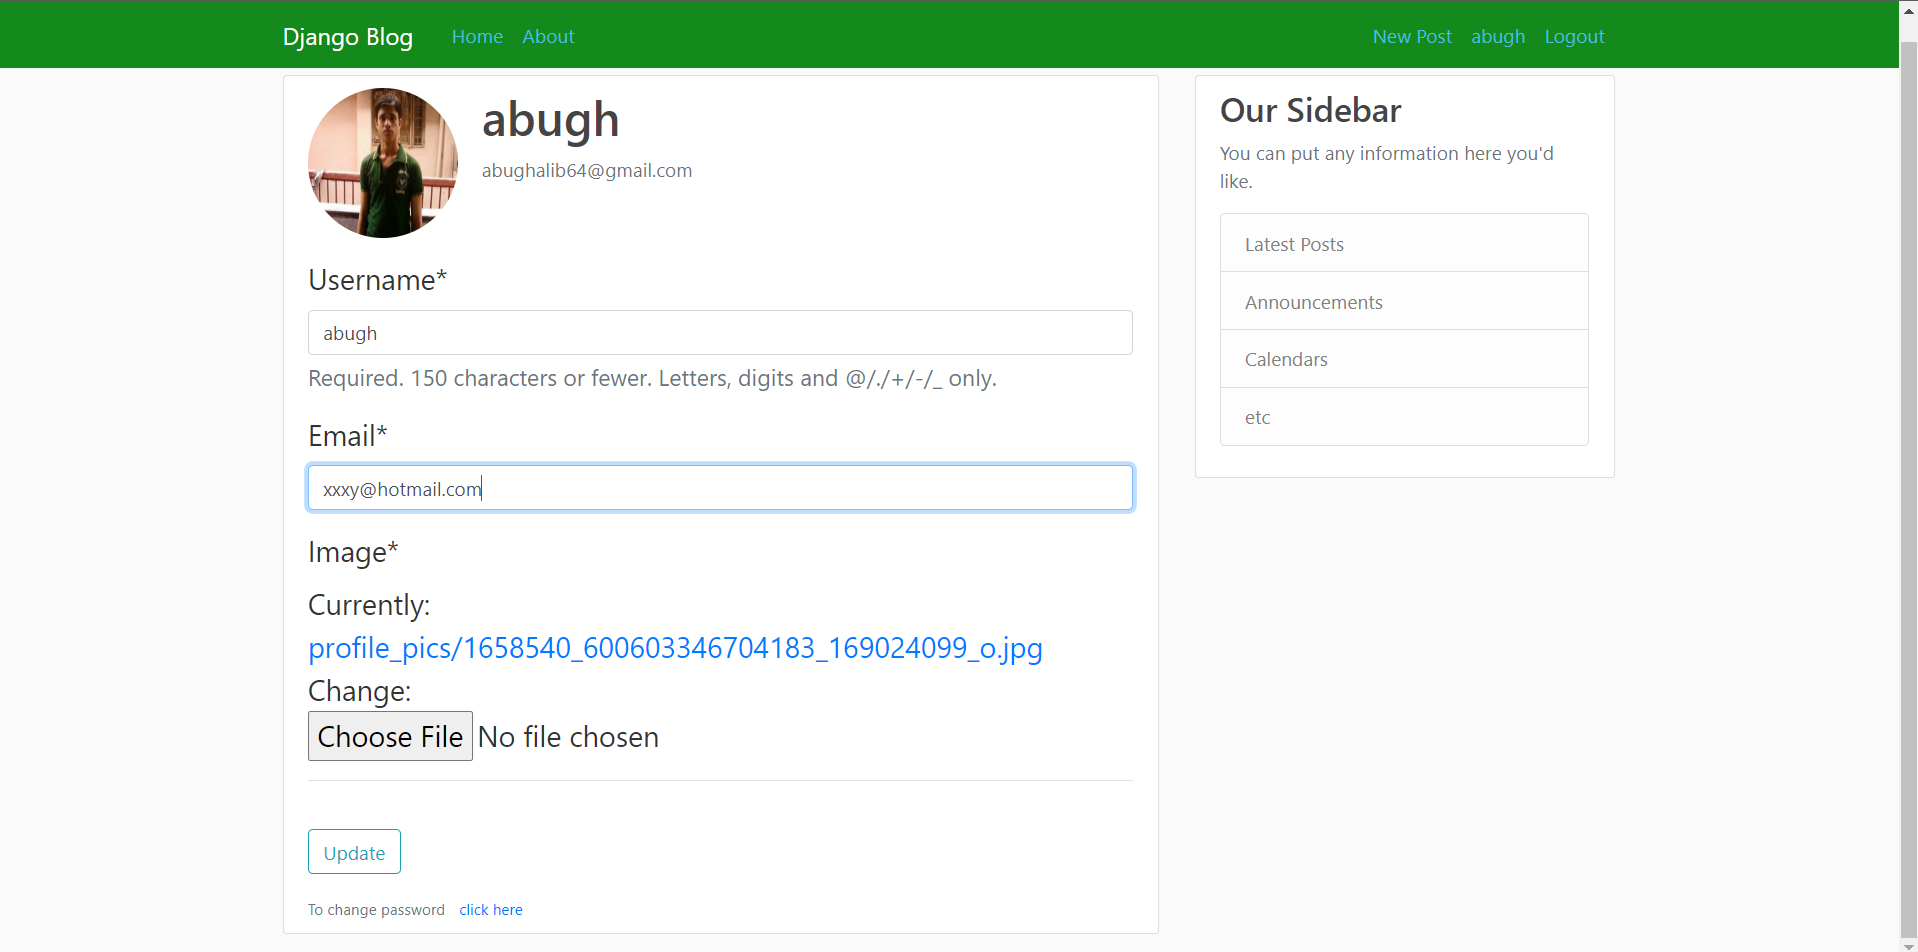 Django Blog Home About New Post abugh Logout
abugh
abughalib64@gmail.com
Username*
abugh
Required. 150 characters or fewer. Letters, digits and @/./+/-/_ only.
Email*
xxxy@hotmail.com
Image*
Currently:
profile_pics/1658540_600603346704183_169024099_o.jpg
Change:
Choose File No file chosen
Update
To change password click here
Our Sidebar
You can put any information here you'd
like.
Latest Posts
Announcements
Calendars
etc